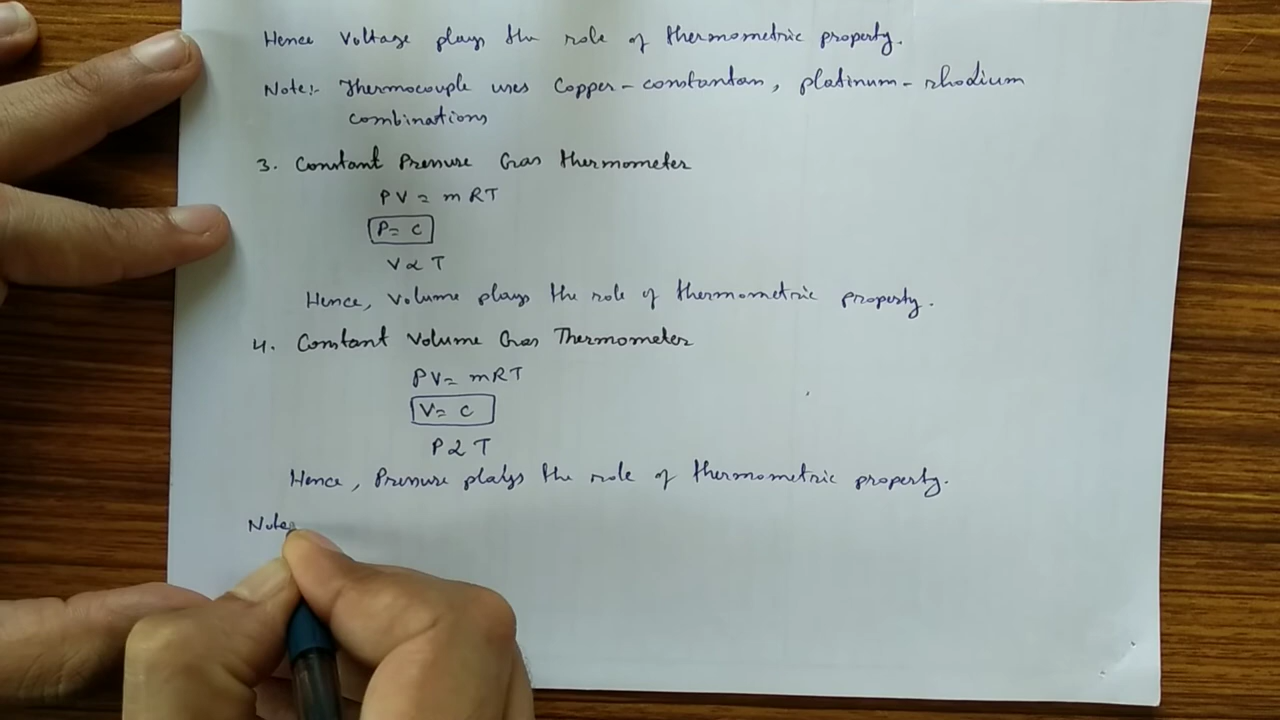 Hence Voltage plays the role of thermometric property.
Note:- Thermocouple uses Copper-constantan, platinum-rhodium
combinations
3. Constant Pressure Gas thermometer
PV = mRT
P = C
V ∝ T
Hence, Volume plays the role of thermometric property.
4. Constant Volume Gas Thermometer
PV = mRT
V = C
P ∝ T
Hence, Pressure plays the role of thermometric property.
Note